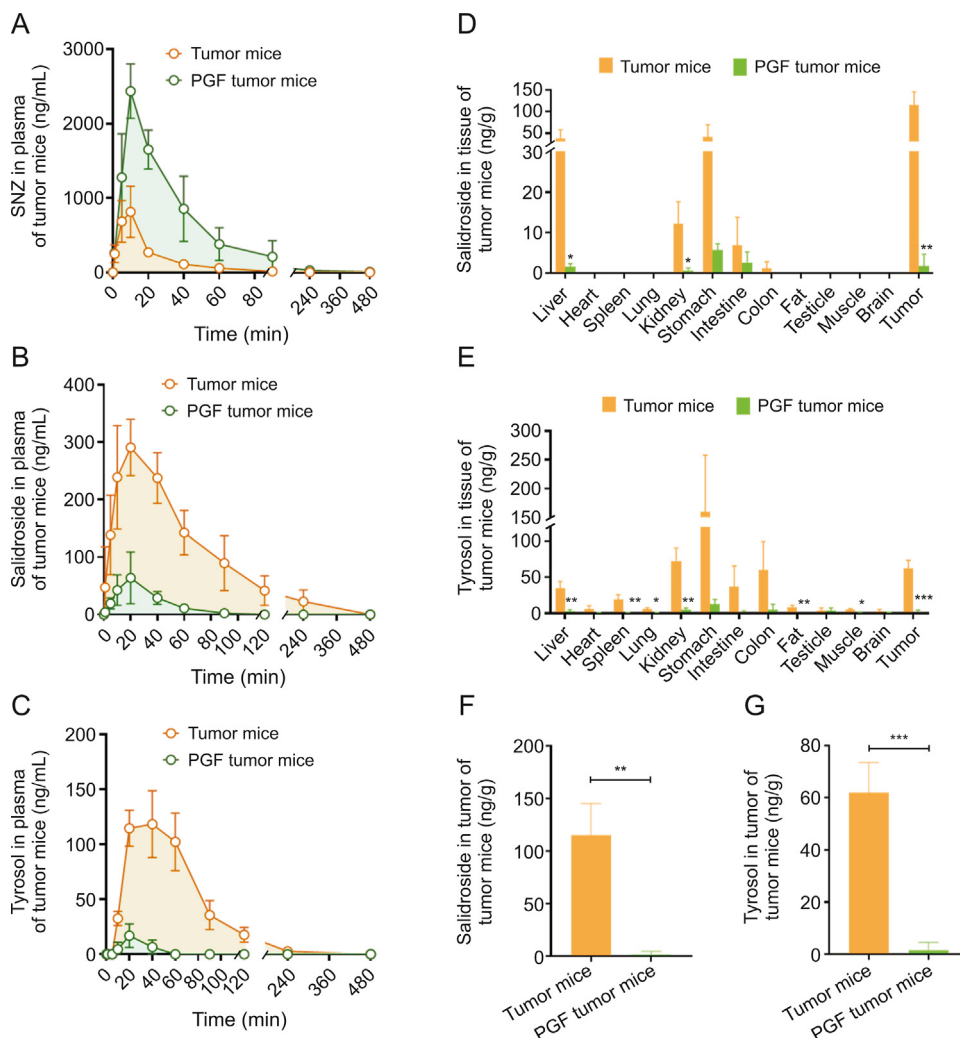 A
Tumor mice
PGF tumor mice
SNZ in plasma
of tumor mice (ng/mL)
3000
2000
1000
0
0 20 40 60 80 240 360 480
Time (min)
B
Tumor mice
PGF tumor mice
Salidroside in plasma
of tumor mice (ng/mL)
400
300
200
100
0
0 20 40 60 80 100 120 240 360 480
Time (min)
C
Tumor mice
PGF tumor mice
Tyrosol in plasma
of tumor mice (ng/mL)
200
150
100
50
0
0 20 40 60 80 100 120 240 360 480
Time (min)
D
Tumor mice
PGF tumor mice
Salidroside in tissue of
tumor mice (ng/g)
150
100
50
30
20
10
0
* * **
Liver Heart Spleen Lung Kidney Stomach Intestine Colon Fat Testicle Muscle Brain Tumor
E
Tumor mice
PGF tumor mice
Tyrosol in tissue of
tumor mice (ng/g)
300
250
200
150
100
50
0
** ** * ** ** * ***
Liver Heart Spleen Lung Kidney Stomach Intestine Colon Fat Testicle Muscle Brain Tumor
F
Salidroside in tumor of
tumor mice (ng/g)
200
150
100
50
0
**
Tumor mice
PGF tumor mice
G
Tyrosol in tumor of
tumor mice (ng/g)
80
60
40
20
0
***
Tumor mice
PGF tumor mice